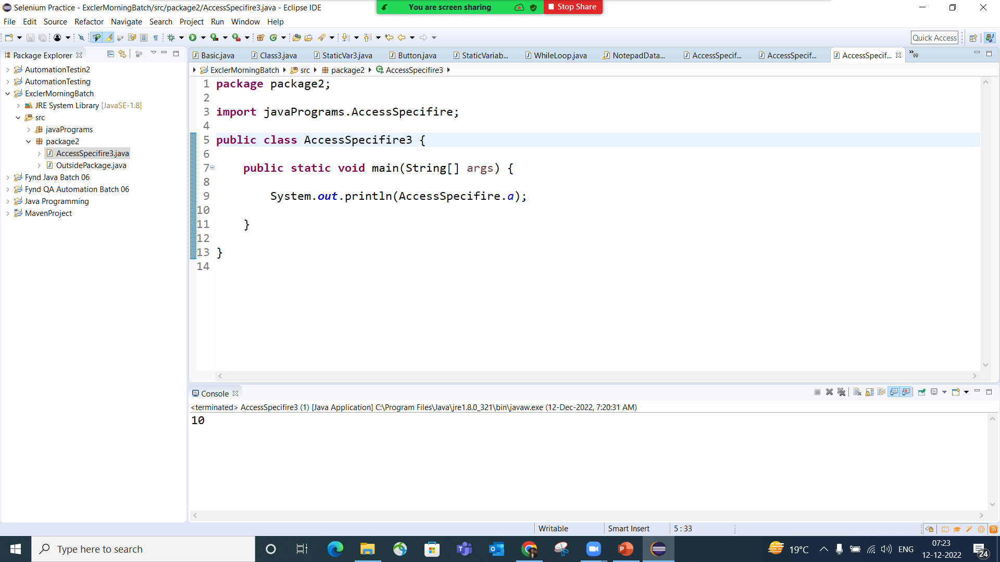 Selenium Practice - ExclerMorningBatch/src/package2/AccessSpecifire3.java - Eclipse IDE
You are screen sharing
Stop Share
File Edit Source Refactor Navigate Search Project Run Window Help
Quick Access
Package Explorer
Basic.java Class3.java StaticVar3.java Button.java StaticVariab... WhileLoop.java NotepadData... AccessSpecif... AccessSpecif... AccessSpecif... »99
AutomationTestin2
AutomationTesting
ExclerMorningBatch
JRE System Library [JavaSE-1.8]
src
javaPrograms
package2
AccessSpecifire3.java
OutsidePackage.java
Fynd Java Batch 06
Fynd QA Automation Batch 06
Java Programming
MavenProject
ExclerMorningBatch src package2 AccessSpecifire3
1 package package2;
2
3 import javaPrograms.AccessSpecifire;
4
5 public class AccessSpecifire3 {
6
7 public static void main(String[] args) {
8
9 System.out.println(AccessSpecifire.a);
10
11 }
12
13 }
14
Console
<terminated> AccessSpecifire3 (1) [Java Application] C:\Program Files\Java\jre1.8.0_321\bin\javaw.exe (12-Dec-2022, 7:20:31 AM)
10
Writable Smart Insert 5 : 33
Type here to search
19°C
ENG
07:23
12-12-2022
24